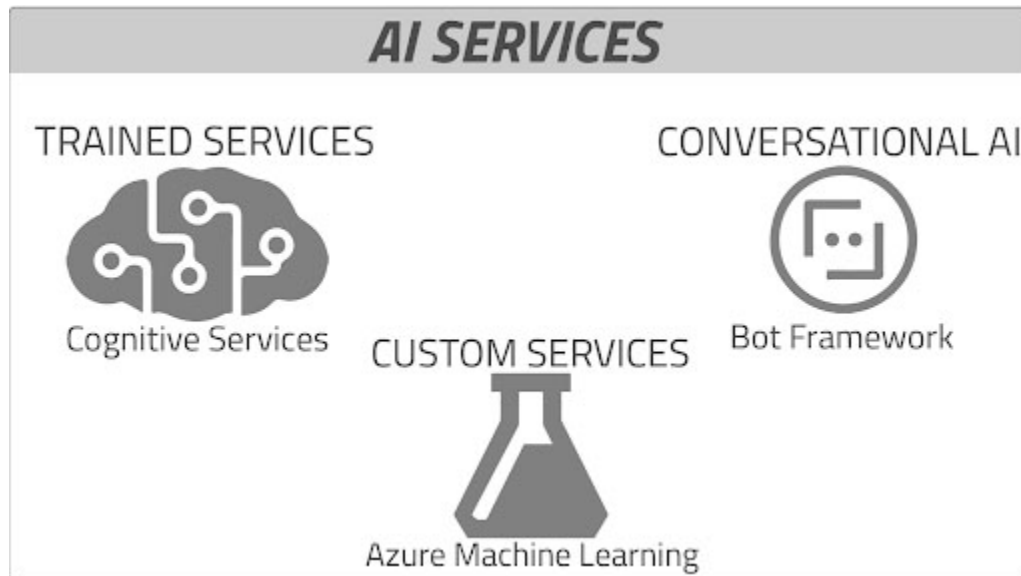 AI SERVICES
TRAINED SERVICES
CONVERSATIONAL AI
Cognitive Services
Bot Framework
CUSTOM SERVICES
Azure Machine Learning